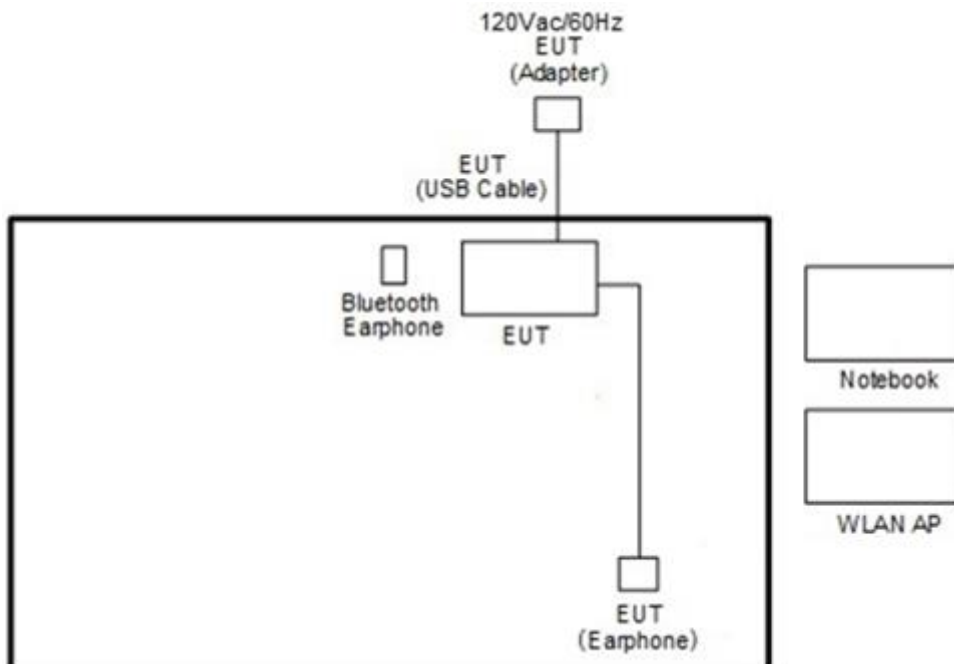 120Vac/60Hz
EUT
(Adapter)
EUT
(USB Cable)
Bluetooth
Earphone
EUT
Notebook
WLAN AP
EUT
(Earphone)